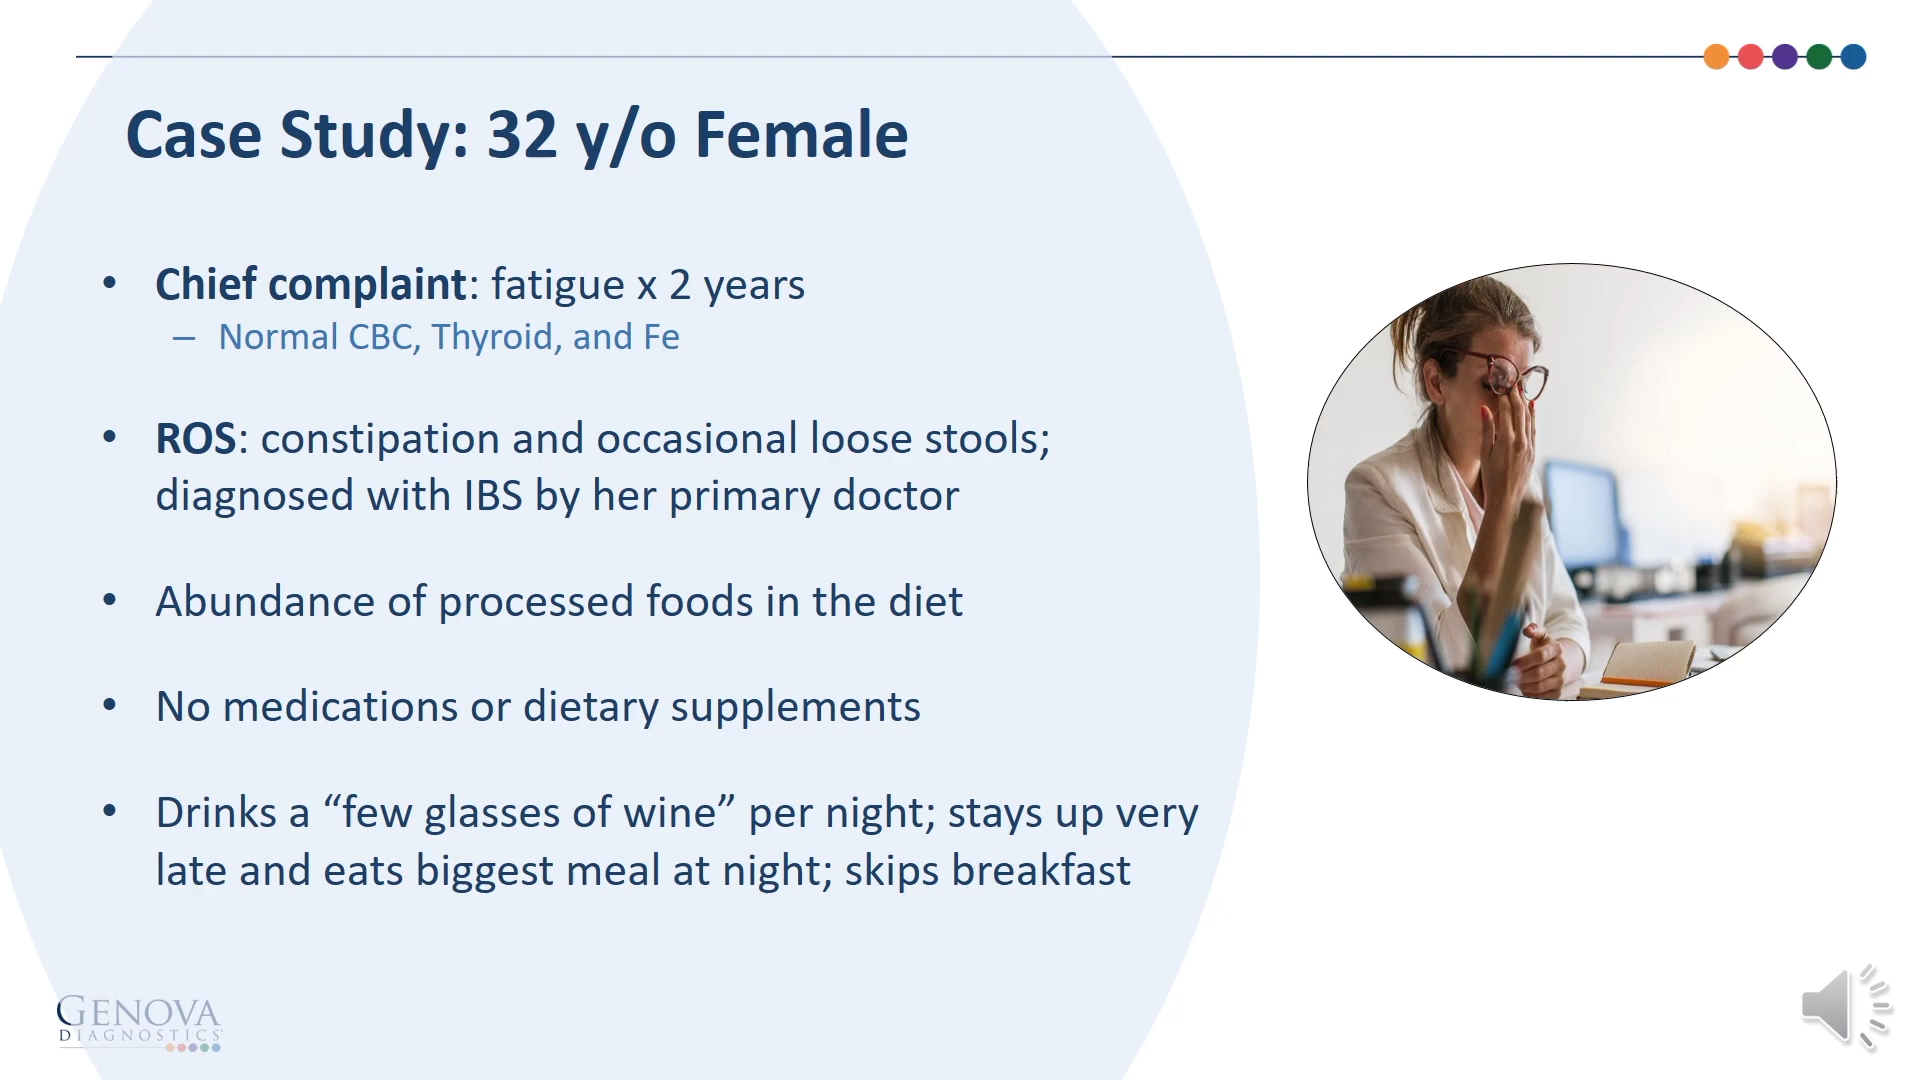 Case Study: 32 y/o Female
• Chief complaint: fatigue x 2 years
– Normal CBC, Thyroid, and Fe
• ROS: constipation and occasional loose stools;
diagnosed with IBS by her primary doctor
• Abundance of processed foods in the diet
• No medications or dietary supplements
• Drinks a “few glasses of wine” per night; stays up very
late and eats biggest meal at night; skips breakfast
GENOVA
DIAGNOSTICS